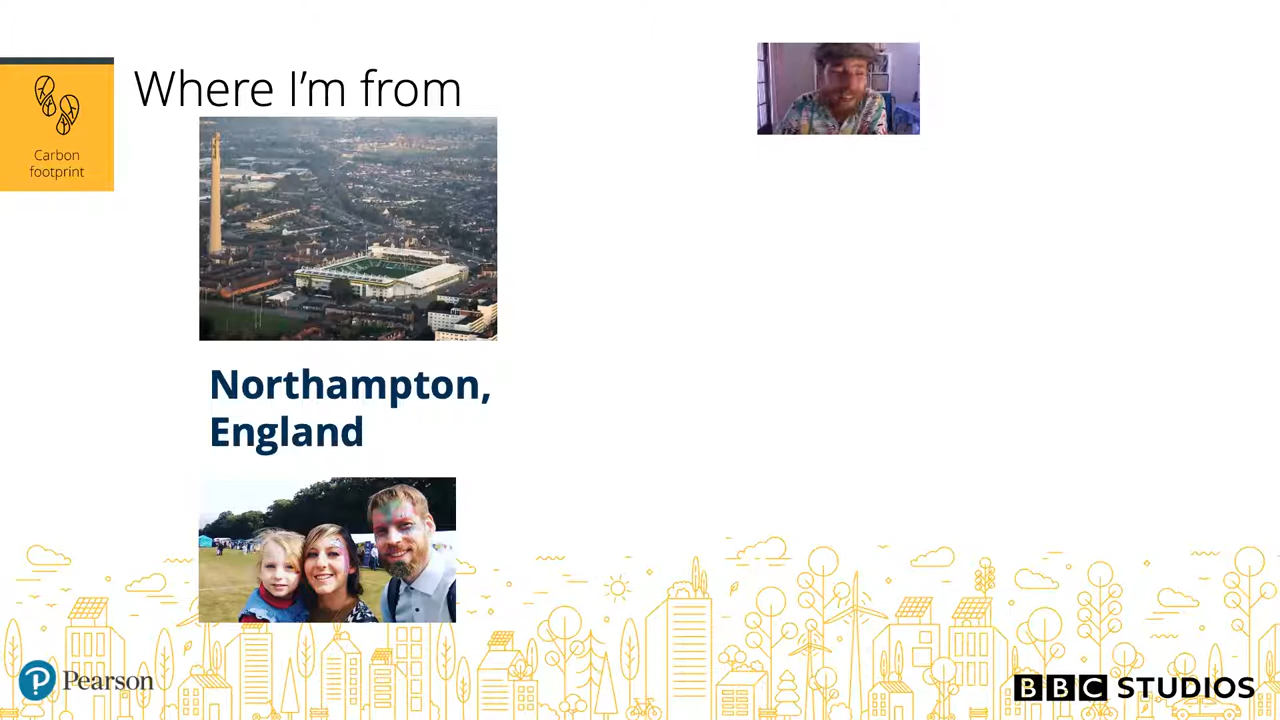 Where I'm from
Carbon
footprint
Northampton,
England
Pearson
BBC STUDIOS